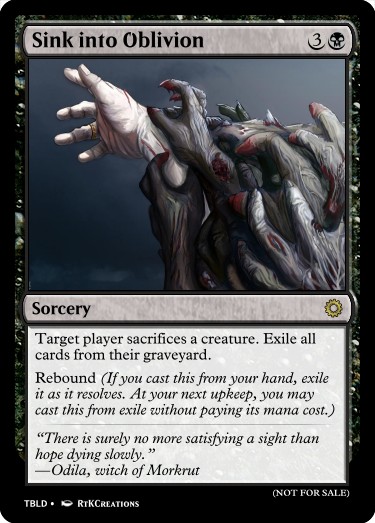 Sink into Oblivion 3
Sorcery
Target player sacrifices a creature. Exile all
cards from their graveyard.
Rebound (If you cast this from your hand, exile
it as it resolves. At your next upkeep, you may
cast this from exile without paying its mana cost.)
“There is surely no more satisfying a sight than
hope dying slowly.”
—Odila, witch of Morkrut
(NOT FOR SALE)
TBLD • RTKCREATIONS